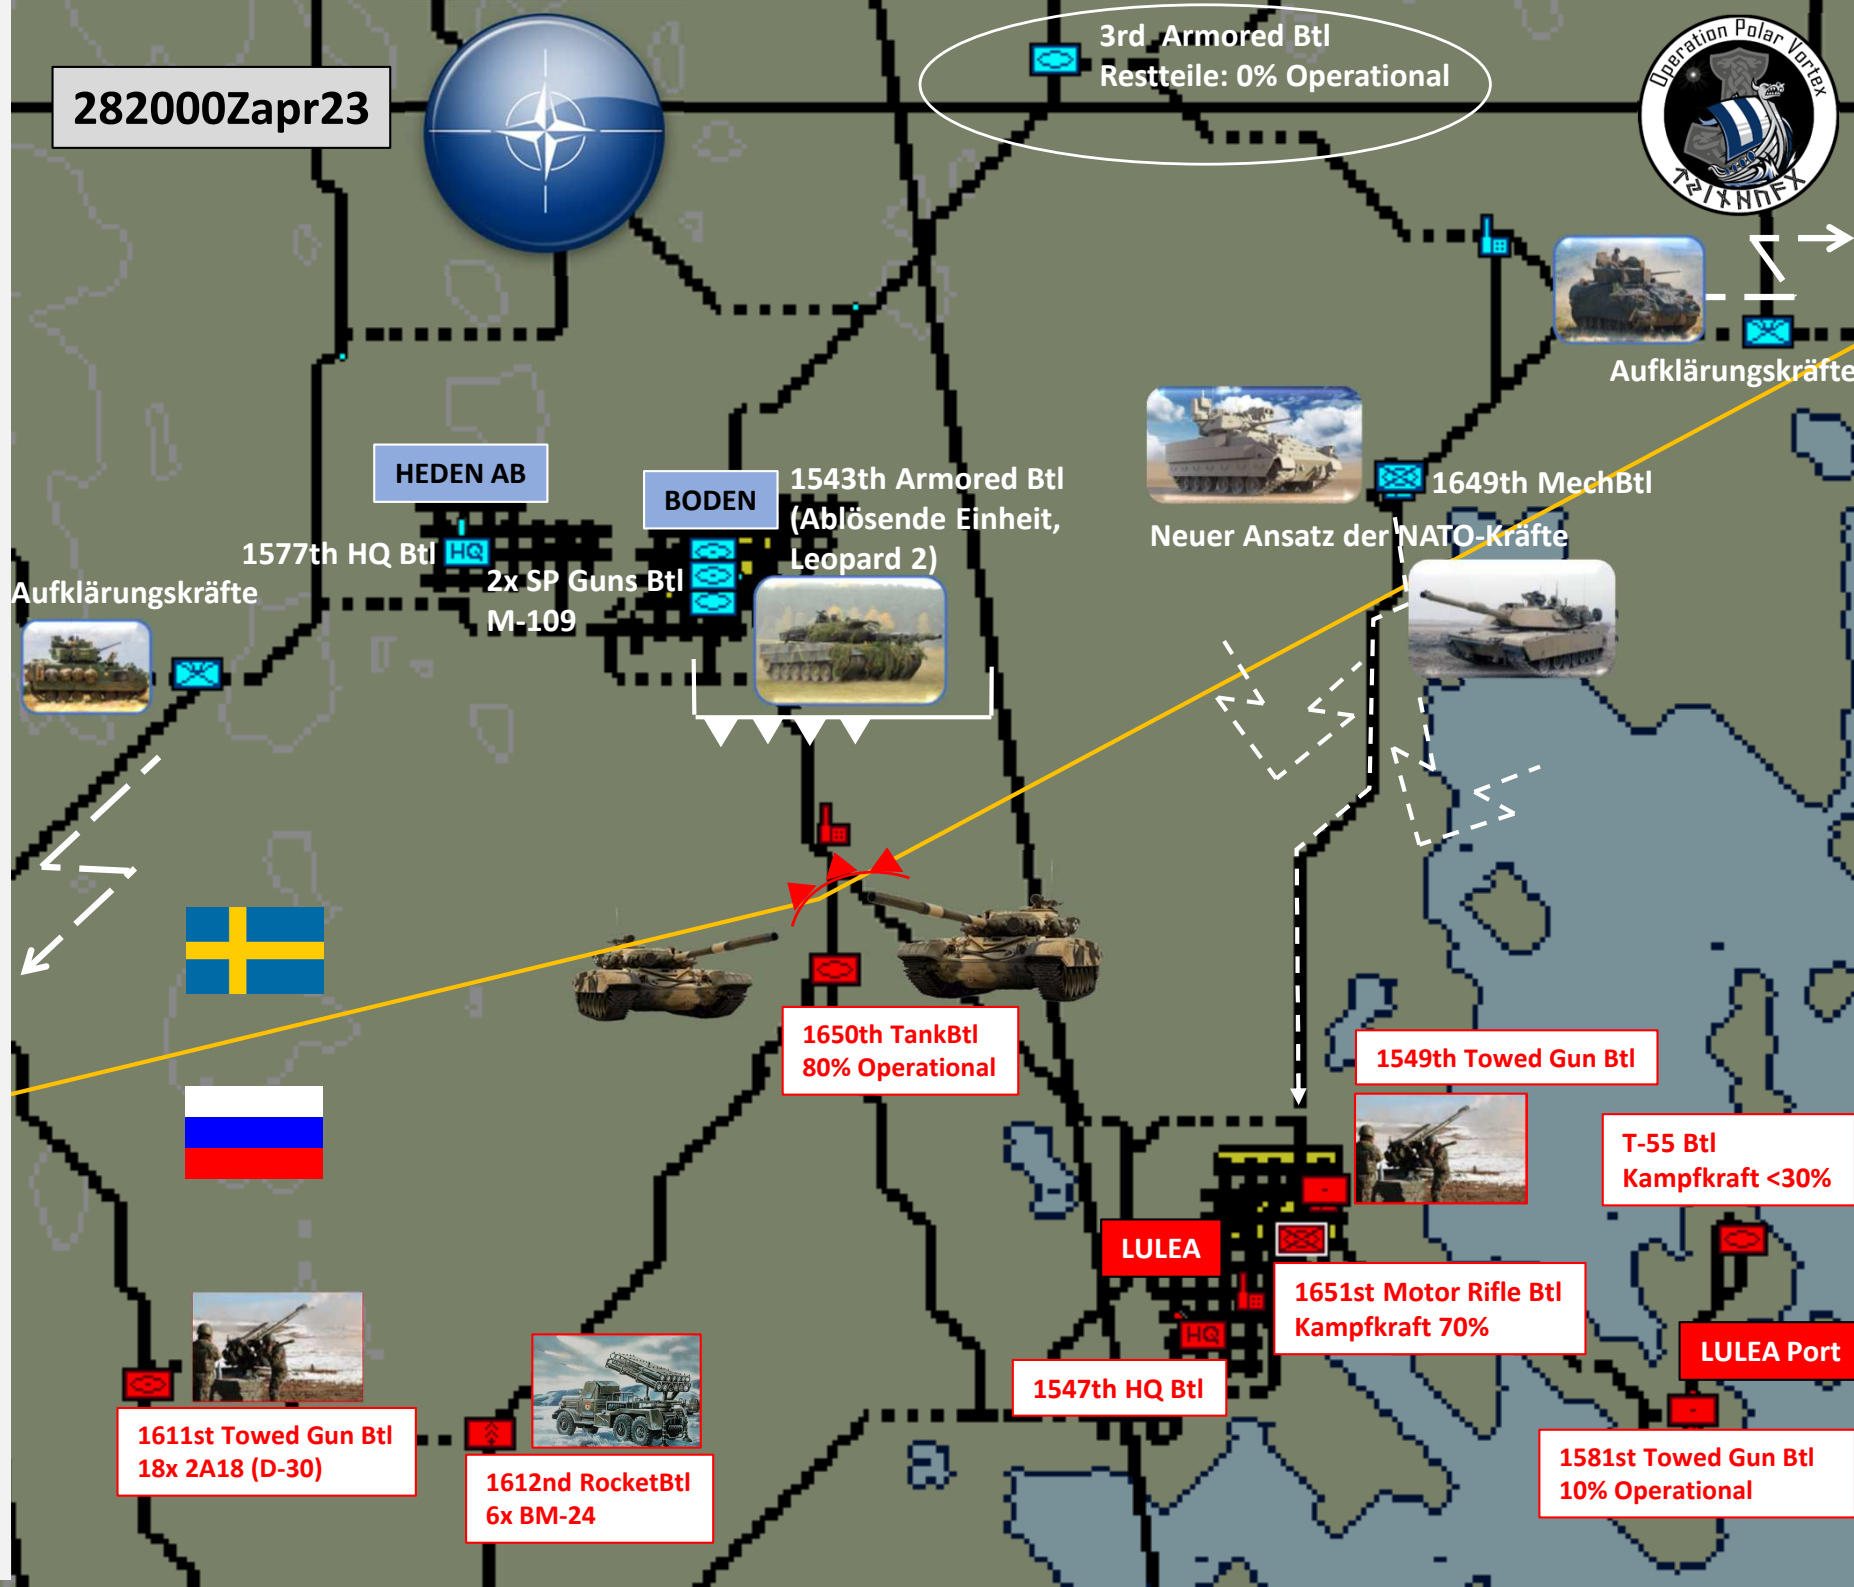 282000Zapr23
3rd Armored Btl
Restteile: 0% Operational
Operation Polar Vortex
Aufklärungskräfte
HEDEN AB
BODEN
1543th Armored Btl
(Ablösende Einheit,
Leopard 2)
1649th MechBtl
Neuer Ansatz der NATO-Kräfte
1577th HQ Btl
HQ
2x SP Guns Btl
M-109
Aufklärungskräfte
1650th TankBtl
80% Operational
1549th Towed Gun Btl
T-55 Btl
Kampfkraft <30%
LULEA
1651st Motor Rifle Btl
Kampfkraft 70%
HQ
LULEA Port
1547th HQ Btl
1611st Towed Gun Btl
18x 2A18 (D-30)
1612nd RocketBtl
6x BM-24
1581st Towed Gun Btl
10% Operational